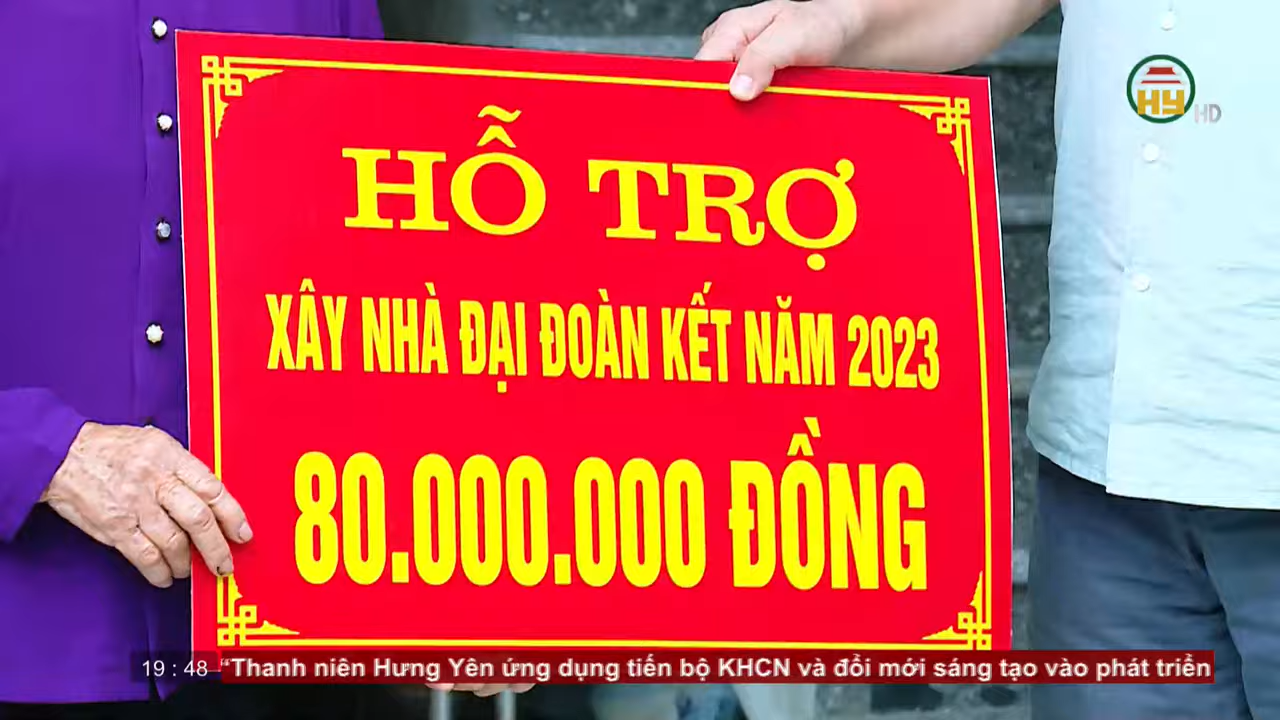 HY HD
HỖ TRỢ
XÂY NHÀ ĐẠI ĐOÀN KẾT NĂM 2023
80.000.000 ĐỒNG
19 : 48 “Thanh niên Hưng Yên ứng dụng tiến bộ KHCN và đổi mới sáng tạo vào phát triển